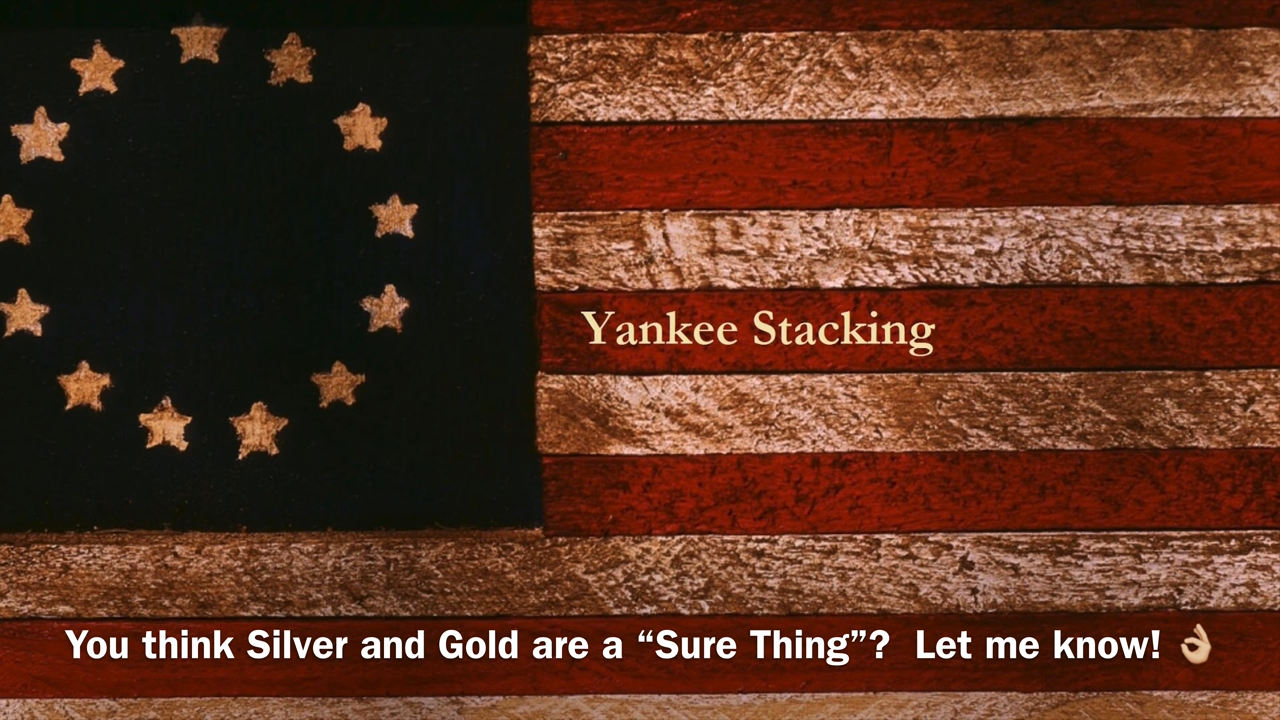 Yankee Stacking
You think Silver and Gold are a “Sure Thing”?  Let me know! 👌🏼